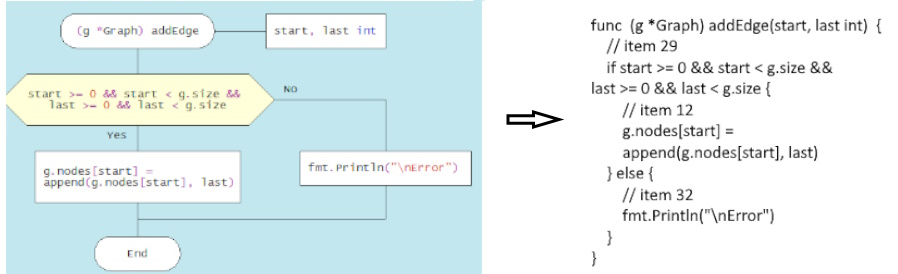 (g *Graph) addEdge
start, last int
start >= 0 && start < g.size &&
last >= 0 && last < g.size
No
Yes
g.nodes[start] =
append(g.nodes[start], last)
fmt.Println("\nError")
End
func (g *Graph) addEdge(start, last int) {
// item 29
if start >= 0 && start < g.size &&
last >= 0 && last < g.size {
// item 12
g.nodes[start] =
append(g.nodes[start], last)
} else {
// item 32
fmt.Println("\nError")
}
}